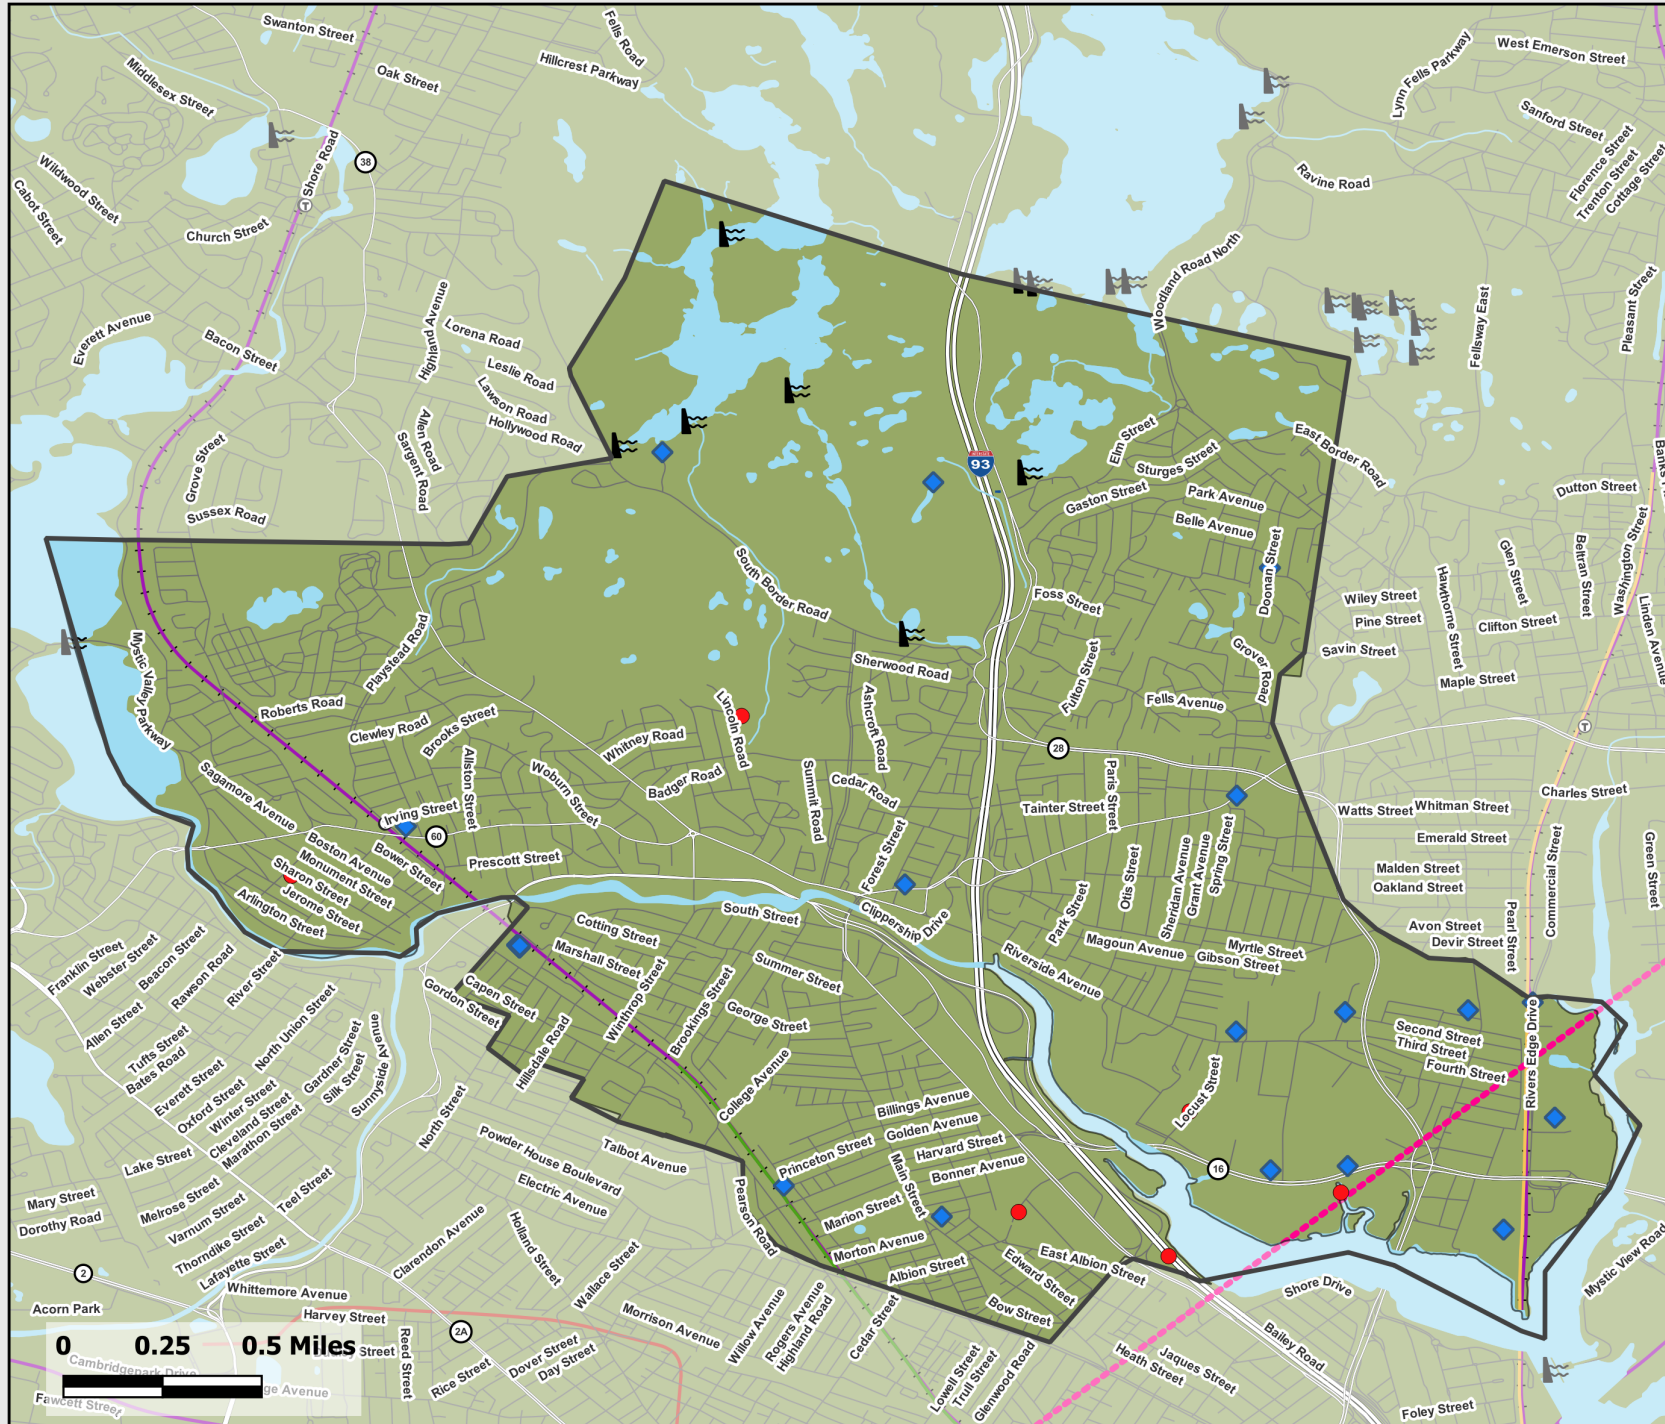 Swanton Street
Fells Road
Hillcrest Parkway
West Emerson Street
Lynn Fells Parkway
Oak Street
Middlesex Street
Sanford Street
Florence Street
Trenton Street
Cottage Street
Shore Road
38
T
Wildwood Street
Cabot Street
Ravine Road
Church Street
Woodland Road North
Everett Avenue
Bacon Street
Highland Avenue
Lorena Road
Leslie Road
Lawson Road
Hollywood Road
Allen Road
Sargent Road
Grove Street
Sussex Road
Fellsway East
Pleasant Street
Elm Street
Sturges Street
East Border Road
93
Gaston Street
Park Avenue
Belle Avenue
Doonan Street
Dutton Street
Washington Street
Glen Street
Beltran Street
Hawthorne Street
Linden Avenue
South Border Road
Foss Street
Wiley Street
Pine Street
Clifton Street
Savin Street
Maple Street
Grover Road
Mystic Valley Parkway
Playstead Road
Sherwood Road
Fulton Street
Fells Avenue
Roberts Road
Clewley Road
Brooks Street
Lincoln Road
Ashcroft Road
Whitney Road
28
T
Allston Street
Woburn Street
Badger Road
Summit Road
Cedar Road
Paris Street
Tainter Street
Sagamore Avenue
Irving Street
60
Watts Street
Whitman Street
Charles Street
Emerald Street
Commercial Street
Green Street
Boston Avenue
Monument Street
Bower Street
Prescott Street
Forest Street
Otis Street
Sheridan Avenue
Grant Avenue
Spring Street
Malden Street
Oakland Street
Sharon Street
Jerome Street
Arlington Street
South Street
Clippership Drive
Park Street
Pearl Street
Avon Street
Devir Street
Cotting Street
Marshall Street
Summer Street
Riverside Avenue
Magoun Avenue
Myrtle Street
Gibson Street
Franklin Street
Webster Street
Beacon Street
Rawson Road
River Street
Capen Street
Gordon Street
Winthrop Street
Brookings Street
George Street
Allen Street
North Union Street
Hillsdale Road
Second Street
Third Street
Fourth Street
Rivers Edge Drive
Tufts Street
Bates Road
Everett Street
Oxford Street
Winter Street
Cleveland Street
Marathon Street
Gardner Street
Silk Street
Sunnyside Avenue
North Street
College Avenue
Billings Avenue
Golden Avenue
Harvard Street
Bonner Avenue
Locust Street
16
Lake Street
Powder House Boulevard
Talbot Avenue
Electric Avenue
Princeton Street
Main Street
Mary Street
Dorothy Road
Melrose Street
Varnum Street
Thorndike Street
Lafayette Street
Teel Street
Clarendon Avenue
Holland Street
Wallace Street
Pearson Road
Marion Street
Morton Avenue
Albion Street
East Albion Street
Edward Street
Bow Street
Shore Drive
Mystic View Road
2
Acorn Park
Whittemore Avenue
Harvey Street
2A
Reed Street
Rice Street
Dover Street
Day Street
Morrison Avenue
Willow Avenue
Rogers Avenue
Highland Road
Cedar Street
Lowell Street
Trull Street
Glenwood Road
Heath Street
Jaques Street
Bailey Road
Foley Street
0 0.25 0.5 Miles
Cambridgepark Drive
Fawcett Street